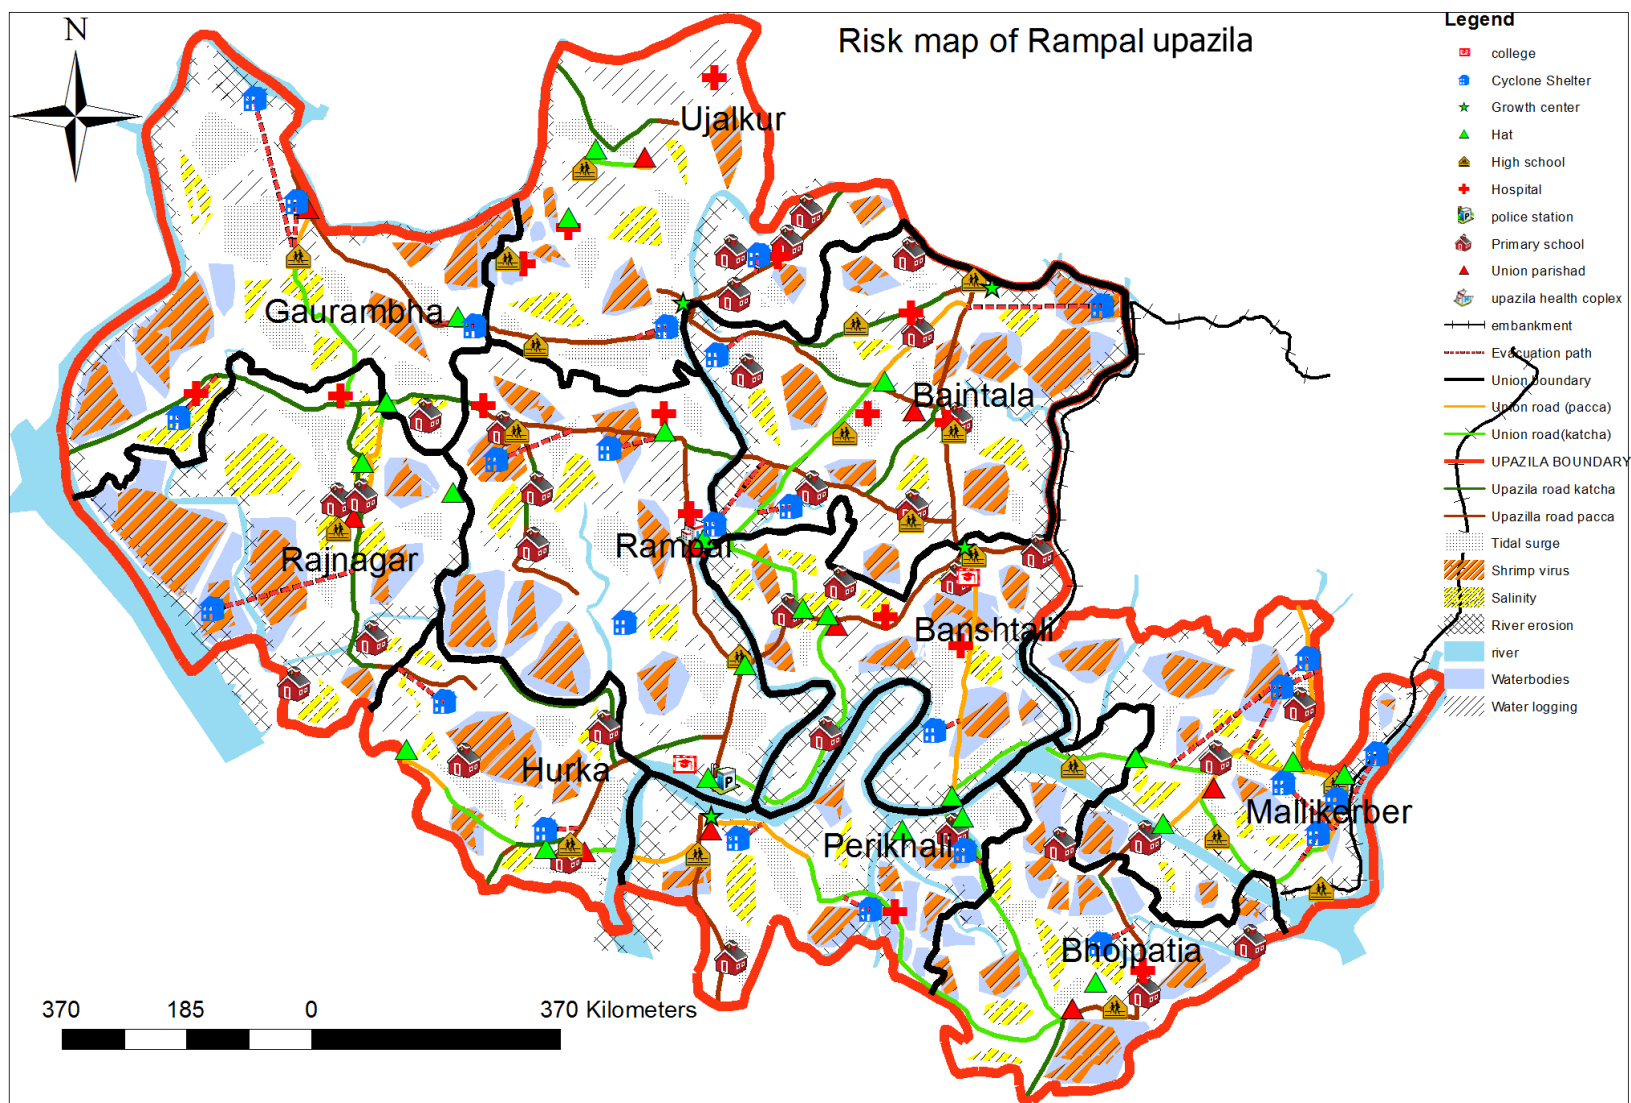 Risk map of Rampal upazila
N
Ujalkur
Gaurambha
Baintala
Rajnagar
Rampal
Banshtali
Hurka
Perikhali
Mallikerber
Bhojpatia
370 185 0 370 Kilometers
Legend
college
Cyclone Shelter
Growth center
Hat
High school
Hospital
police station
Primary school
Union parishad
upazila health coplex
embankment
Evacuation path
Union boundary
Union road (pacca)
Union road(katcha)
UPAZILA BOUNDARY
Upazila road katcha
Upazilla road pacca
Tidal surge
Shrimp virus
Salinity
River erosion
river
Waterbodies
Water logging